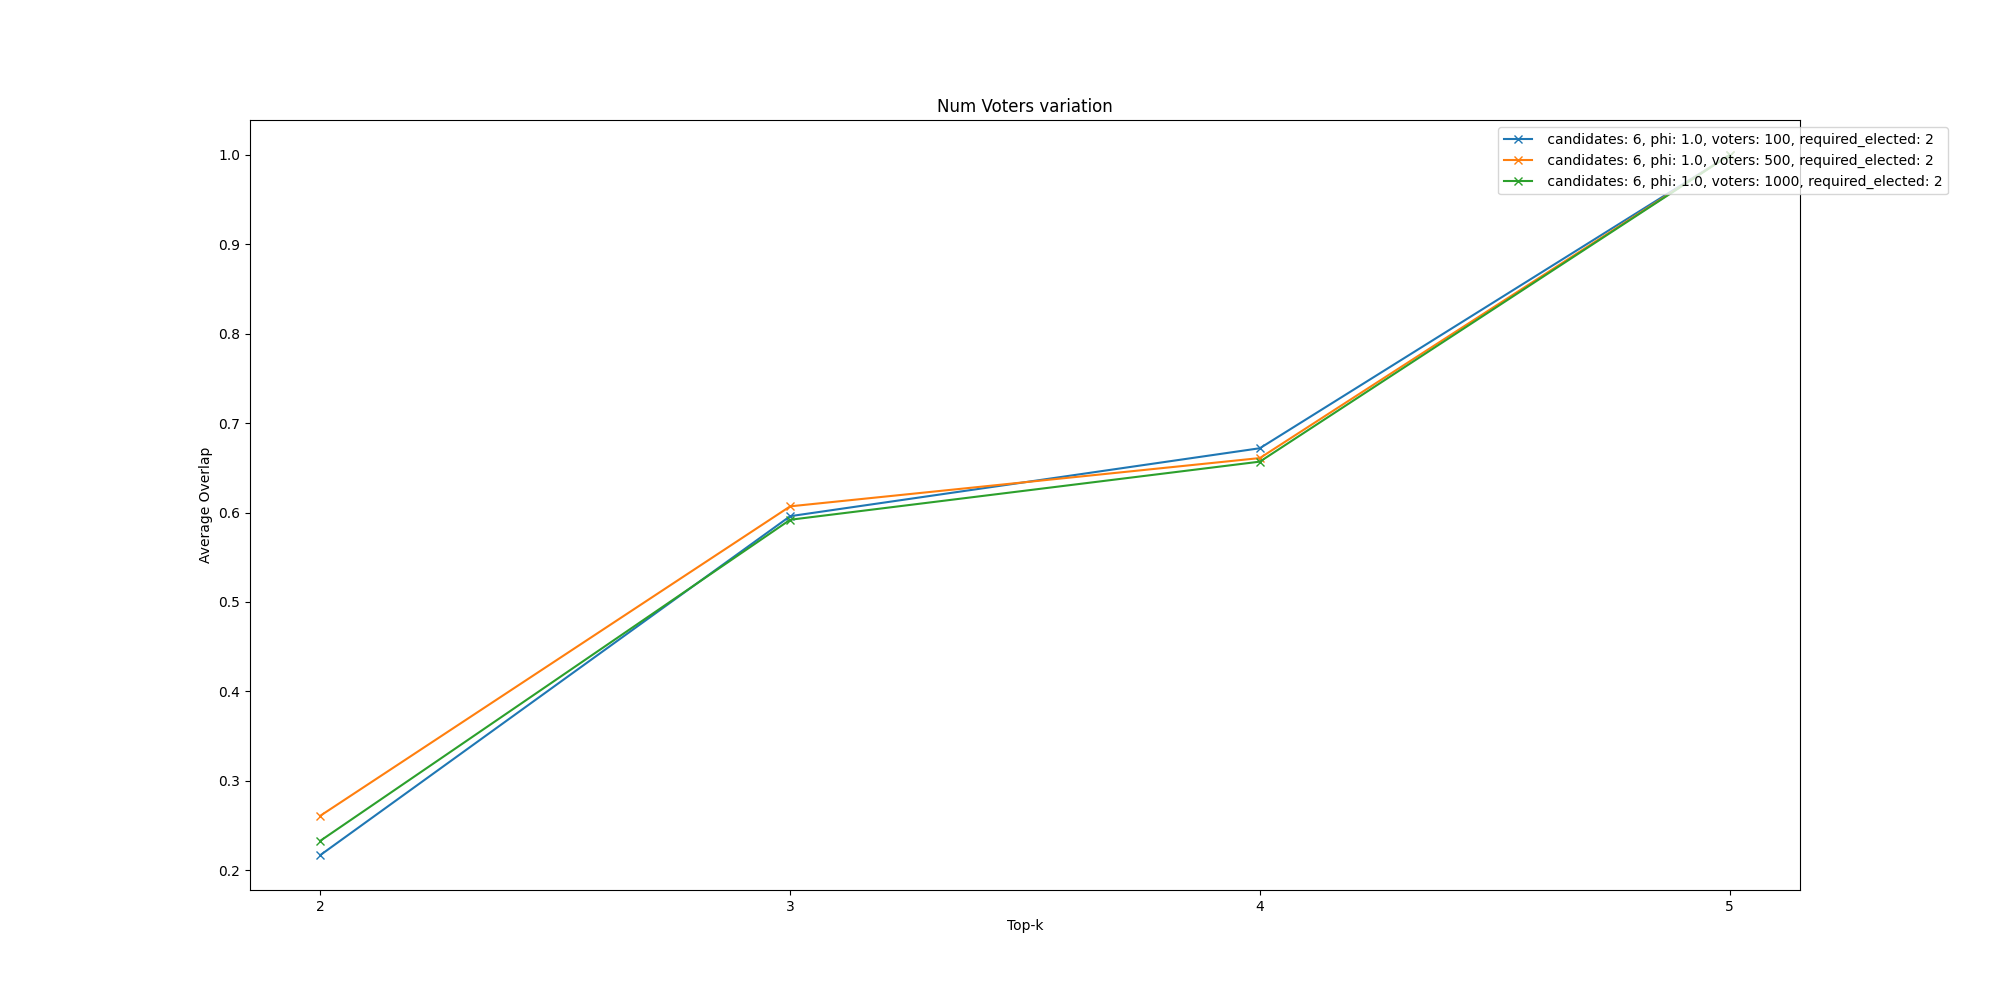 Num Voters variation
candidates: 6, phi: 1.0, voters: 100, required_elected: 2
candidates: 6, phi: 1.0, voters: 500, required_elected: 2
candidates: 6, phi: 1.0, voters: 1000, required_elected: 2
1.0
0.9
0.8
0.7
0.6
0.5
0.4
0.3
0.2
Average Overlap
2 3 4 5
Top-k